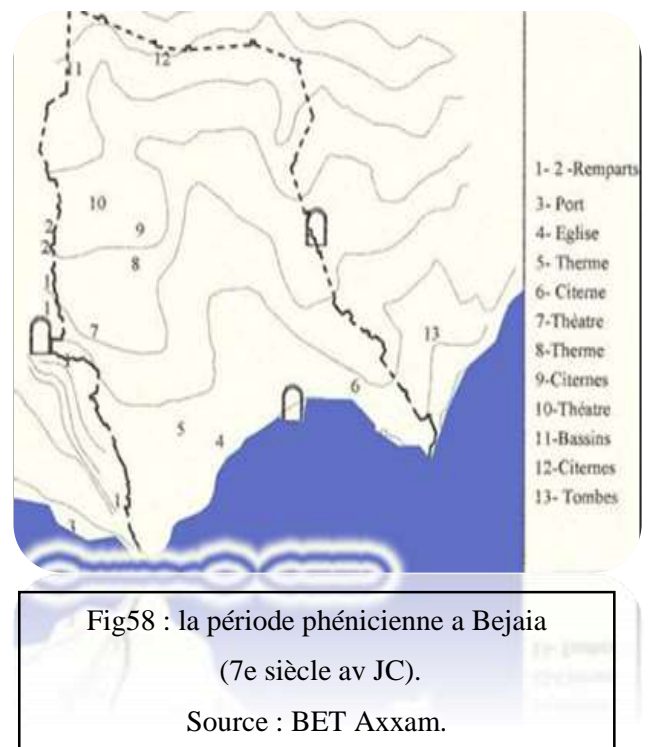 11
12
10
9
8
2
2
1
1
7
1
13
6
5
4
1
3
1- 2 -Remparts
3- Port
4- Eglise
5- Therme
6- Citerne
7-Théatre
8-Therme
9-Citernes
10-Théatre
11-Bassins
12-Citernes
13- Tombes
Fig58 : la période phénicienne a Bejaia
(7e siècle av JC).
Source : BET Axxam.